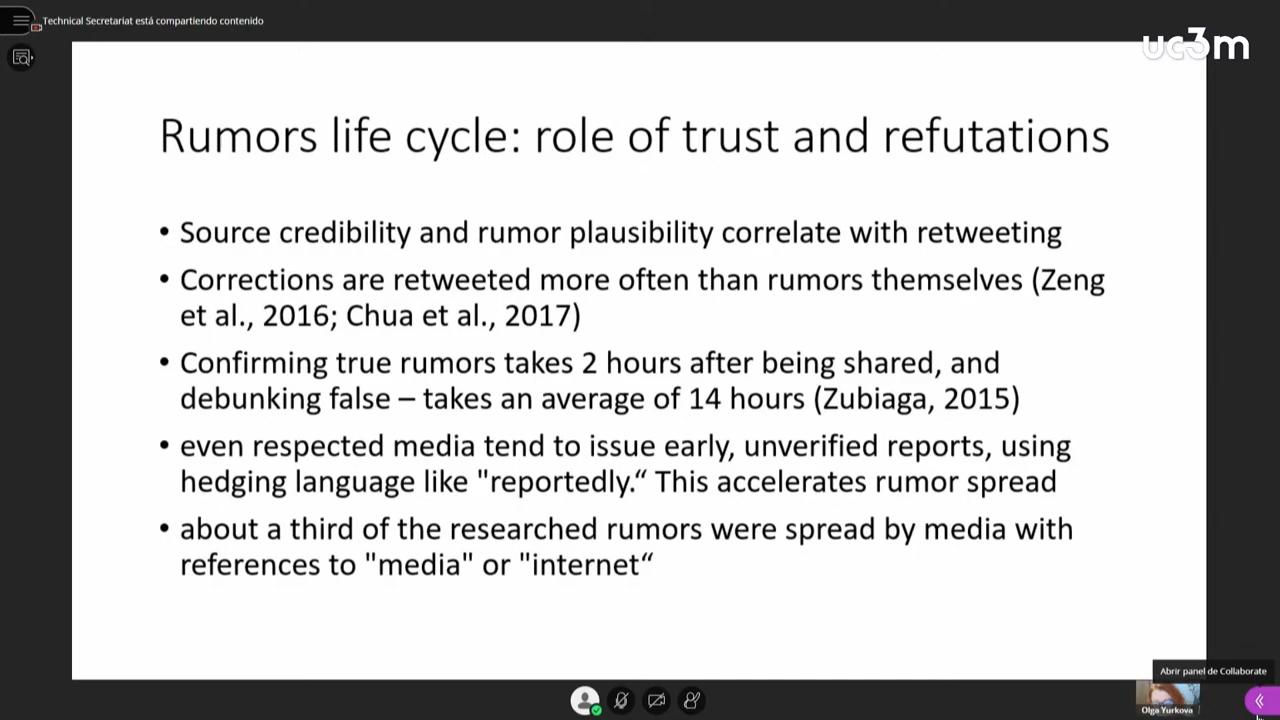 Technical Secretariat está compartiendo contenido
uc3m
Rumors life cycle: role of trust and refutations
• Source credibility and rumor plausibility correlate with retweeting
• Corrections are retweeted more often than rumors themselves (Zeng
et al., 2016; Chua et al., 2017)
• Confirming true rumors takes 2 hours after being shared, and
debunking false – takes an average of 14 hours (Zubiaga, 2015)
• even respected media tend to issue early, unverified reports, using
hedging language like "reportedly.“ This accelerates rumor spread
• about a third of the researched rumors were spread by media with
references to "media" or "internet“
Abrir panel de Collaborate
Olga Yurkova